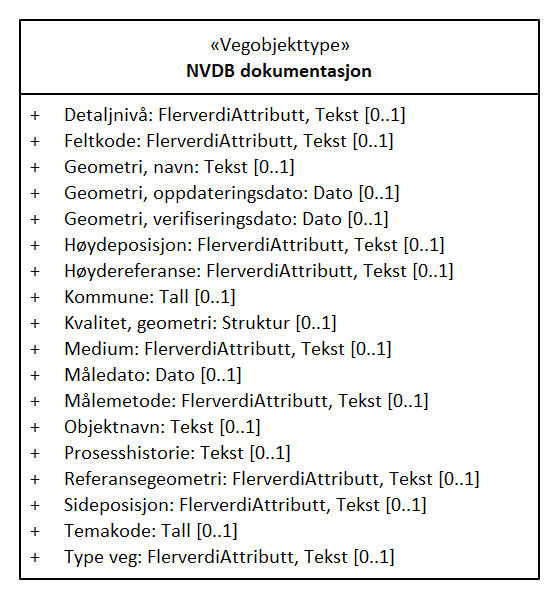 «Vegobjekttype»
NVDB dokumentasjon
+ Detaljnivå: FlerverdiAttributt, Tekst [0..1]
+ Feltkode: FlerverdiAttributt, Tekst [0..1]
+ Geometri, navn: Tekst [0..1]
+ Geometri, oppdateringsdato: Dato [0..1]
+ Geometri, verifiseringsdato: Dato [0..1]
+ Høydeposisjon: FlerverdiAttributt, Tekst [0..1]
+ Høydereferanse: FlerverdiAttributt, Tekst [0..1]
+ Kommune: Tall [0..1]
+ Kvalitet, geometri: Struktur [0..1]
+ Medium: FlerverdiAttributt, Tekst [0..1]
+ Måledato: Dato [0..1]
+ Målemetode: FlerverdiAttributt, Tekst [0..1]
+ Objektnavn: Tekst [0..1]
+ Prosesshistorie: Tekst [0..1]
+ Referansegeometri: FlerverdiAttributt, Tekst [0..1]
+ Sideposisjon: FlerverdiAttributt, Tekst [0..1]
+ Temakode: Tall [0..1]
+ Type veg: FlerverdiAttributt, Tekst [0..1]